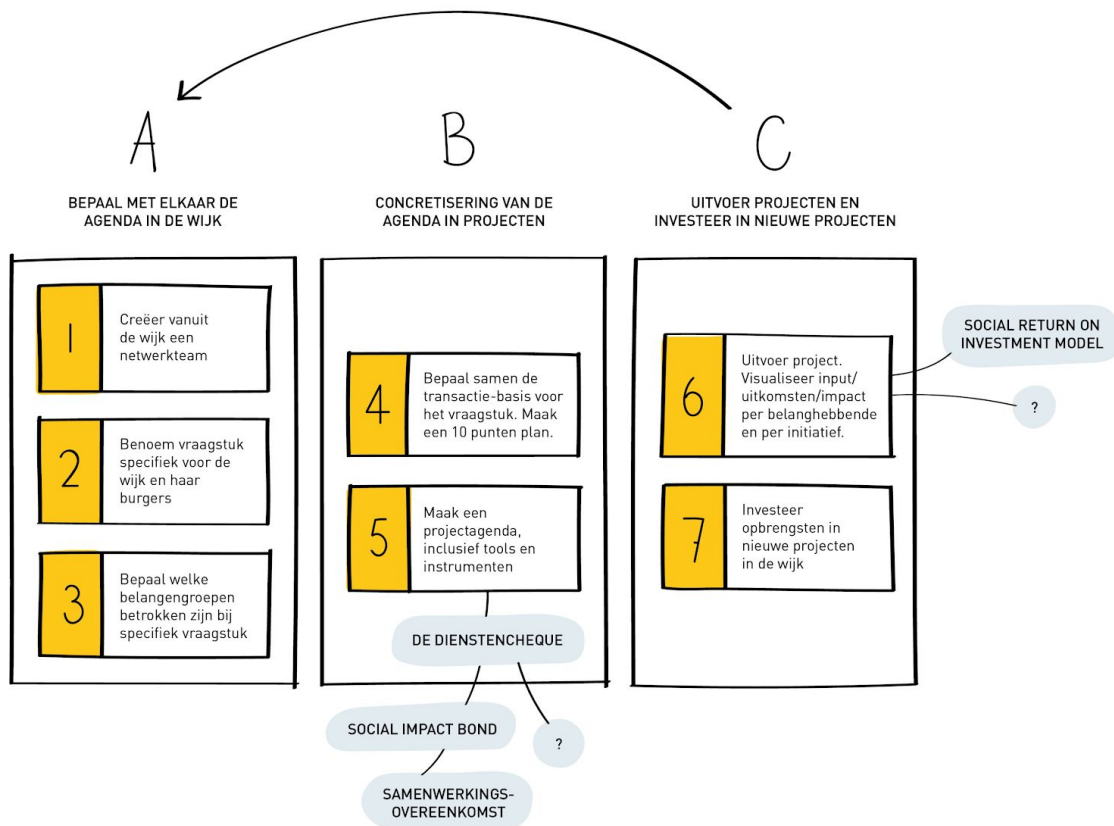 A
BEPAAL MET ELKAAR DE
AGENDA IN DE WIJK
1
Creëer vanuit
de wijk een
netwerkteam
2
Benoem vraagstuk
specifiek voor de
wijk en haar
burgers
3
Bepaal welke
belangengroepen
betrokken zijn bij
specifiek vraagstuk
B
CONCRETISERING VAN DE
AGENDA IN PROJECTEN
4
Bepaal samen de
transactie-basis voor
het vraagstuk. Maak
een 10 punten plan.
5
Maak een
projectagenda,
inclusief tools en
instrumenten
DE DIENSTENCHEQUE
SOCIAL IMPACT BOND
?
SAMENWERKINGS-
OVEREENKOMST
C
UITVOER PROJECTEN EN
INVESTEER IN NIEUWE PROJECTEN
6
Uitvoer project.
Visualiseer input/
uitkomsten/impact
per belanghebbende
en per initiatief.
SOCIAL RETURN ON
INVESTMENT MODEL
?
7
Investeer
opbrengsten in
nieuwe projecten
in de wijk